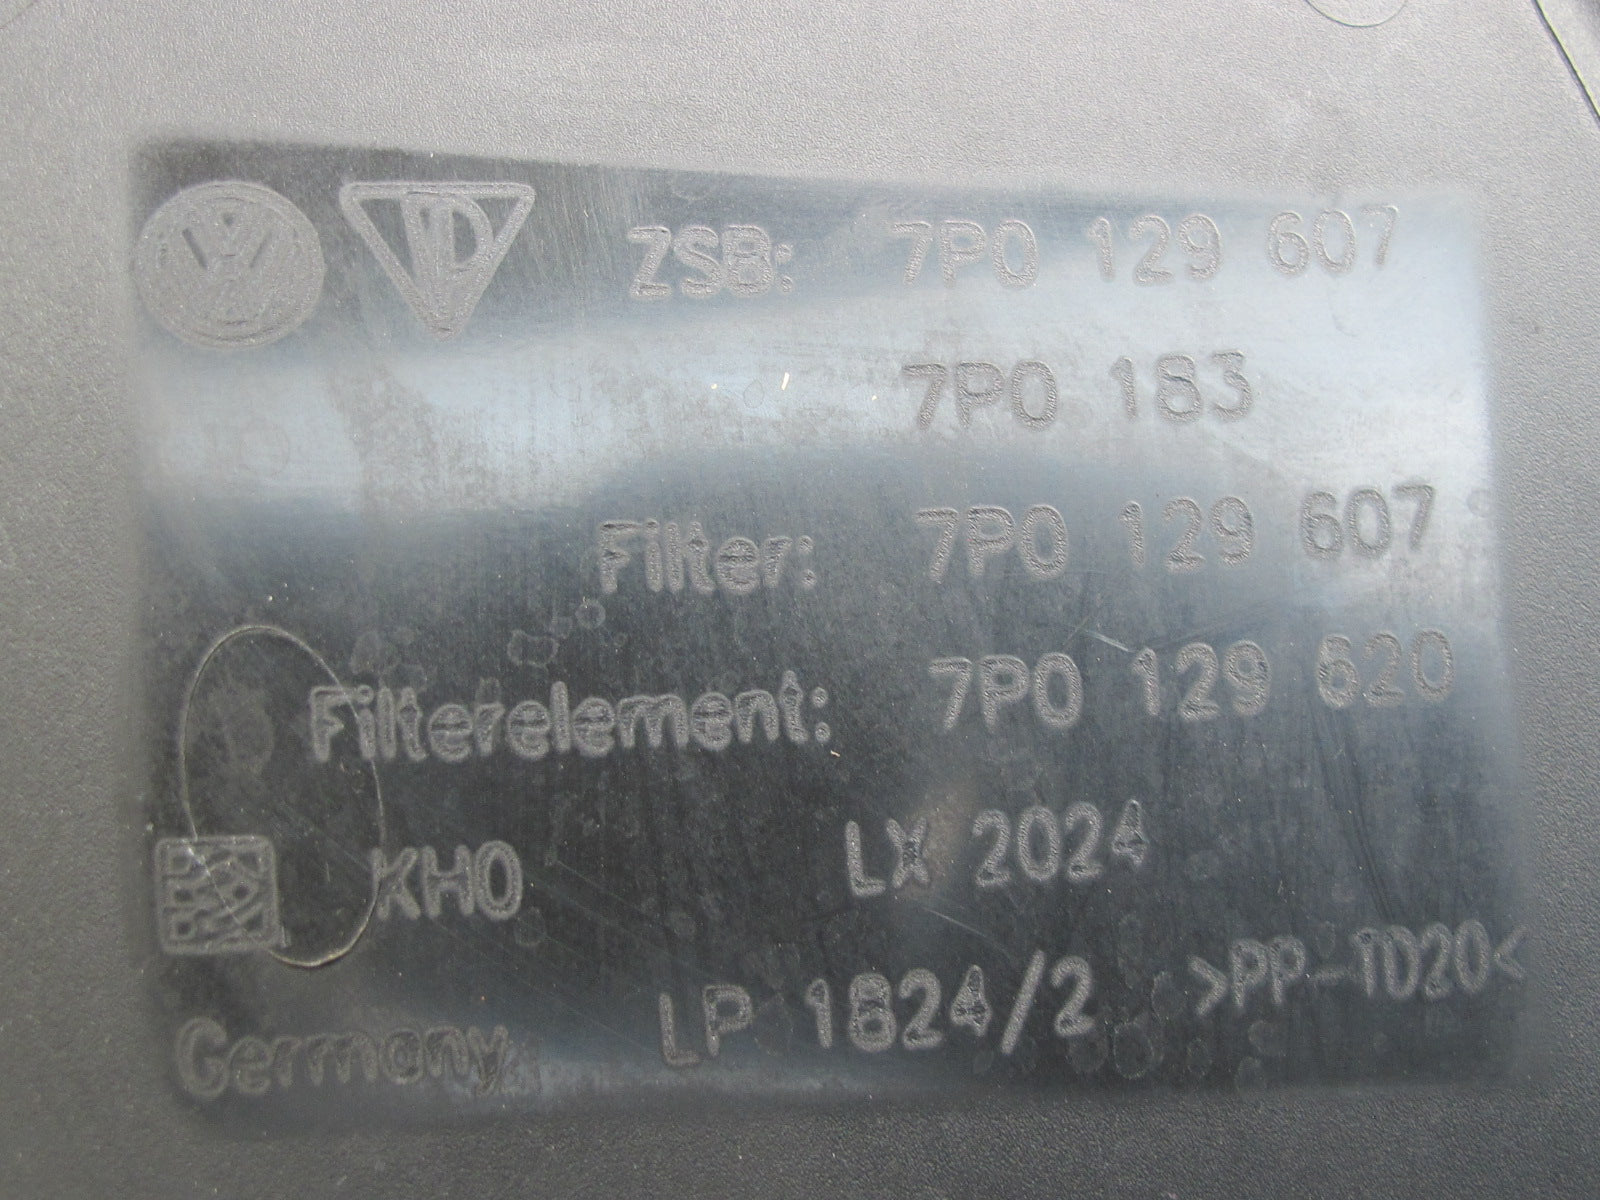 ZSB: 7P0 129 607
7P0 183
Filter: 7P0 129 607
Filterelement: 7P0 129 620
KH0 LX 2024
Germany LP 1824/2 >PP-TD20<